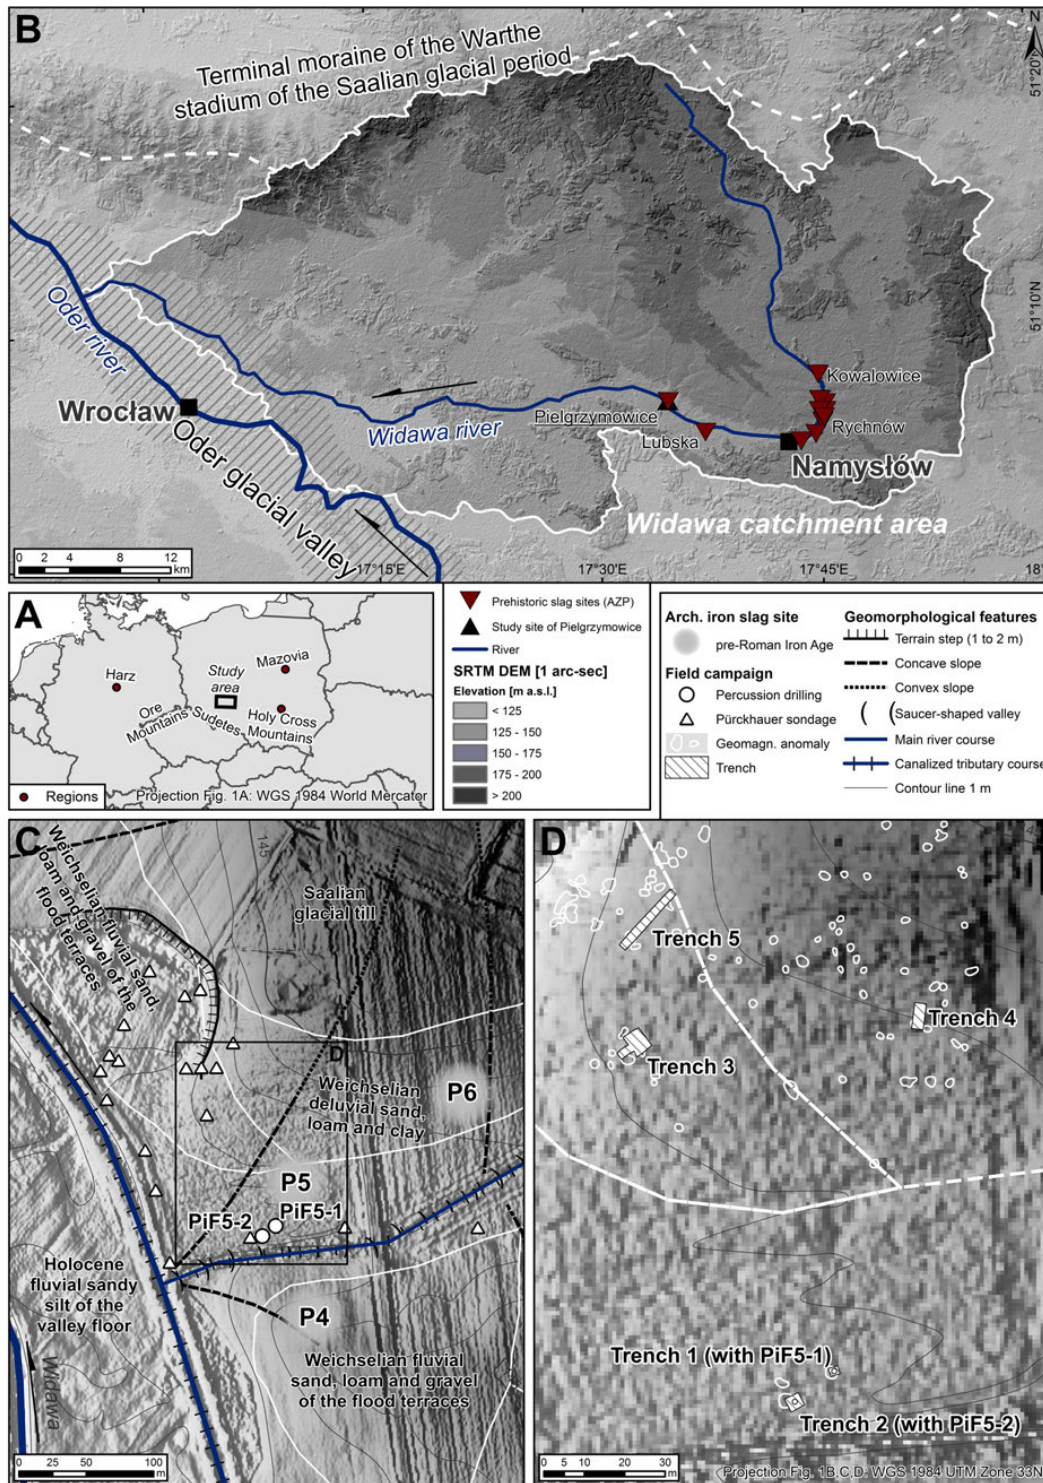 B
Terminal moraine of the Warthe
stadium of the Saalian glacial period
N
51°20'
51°10'N
Oder river
Wrocław
Oder glacial valley
Widawa river
Pielgrzymowice
Lubska
Kowalowice
Rychnów
Namysłów
Widawa catchment area
0 2 4 8 12
km
17°15'E
17°30'E
17°45'E
18°
A
Harz
Ore
Mountains
Sudetes
Study
area
Mazovia
Holy Cross
Mountains
Regions
Projection Fig. 1A: WGS 1984 World Mercator
Prehistoric slag sites (AZP)
Study site of Pielgrzymowice
River
SRTM DEM [1 arc-sec]
Elevation [m a.s.l.]
< 125
125 - 150
150 - 175
175 - 200
> 200
Arch. iron slag site
pre-Roman Iron Age
Field campaign
Percussion drilling
Pürckhauer sondage
Geomagn. anomaly
Trench
Geomorphological features
Terrain step (1 to 2 m)
Concave slope
Convex slope
Saucer-shaped valley
Main river course
Canalized tributary course
Contour line 1 m
C
Weichselian fluvial sand,
loam and gravel of the
flood terraces
145
Saalian
glacial till
D
Weichselian
deluvial sand,
loam and clay
P6
P5
PiF5-1
PiF5-2
P4
Holocene
fluvial sandy
silt of the
valley floor
Widawa
Weichselian fluvial
sand, loam and gravel
of the flood terraces
0 25 50 100
m
D
Trench 5
Trench 4
Trench 3
Trench 1 (with PiF5-1)
Trench 2 (with PiF5-2)
0 5 10 20 30
m
Projection Fig. 1B,C,D: WGS 1984 UTM Zone 33N